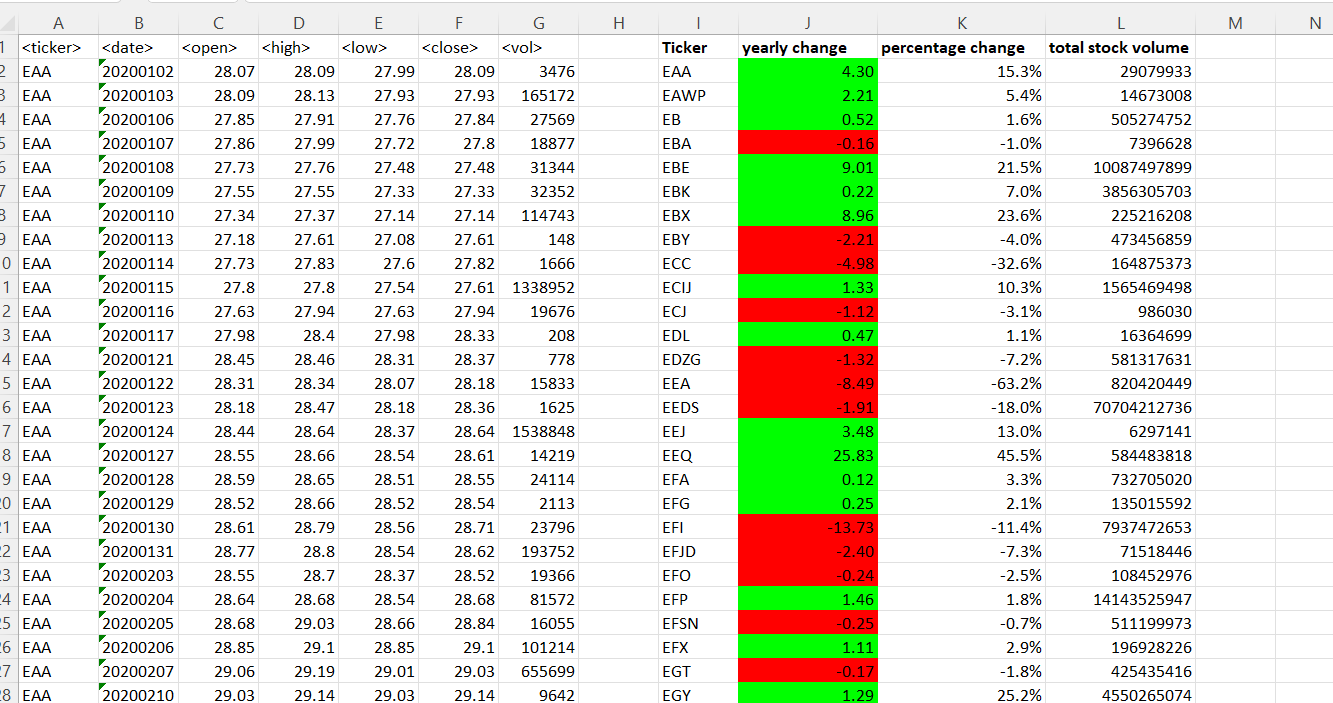 A B C D E F G H I J K L M N
1 <ticker> <date> <open> <high> <low> <close> <vol> Ticker yearly change percentage change total stock volume
2 EAA 20200102 28.07 28.09 27.99 28.09 3476 EAA 4.30 15.3% 29079933
3 EAA 20200103 28.09 28.13 27.93 27.93 165172 EAWP 2.21 5.4% 14673008
4 EAA 20200106 27.85 27.91 27.76 27.84 27569 EB 0.52 1.6% 505274752
5 EAA 20200107 27.86 27.99 27.72 27.8 18877 EBA -0.16 -1.0% 7396628
6 EAA 20200108 27.73 27.76 27.48 27.48 31344 EBE 9.01 21.5% 10087497899
7 EAA 20200109 27.55 27.55 27.33 27.33 32352 EBK 0.22 7.0% 3856305703
8 EAA 20200110 27.34 27.37 27.14 27.14 114743 EBX 8.96 23.6% 225216208
9 EAA 20200113 27.18 27.61 27.08 27.61 148 EBY -2.21 -4.0% 473456859
0 EAA 20200114 27.73 27.83 27.6 27.82 1666 ECC -4.98 -32.6% 164875373
1 EAA 20200115 27.8 27.8 27.54 27.61 1338952 ECIJ 1.33 10.3% 1565469498
2 EAA 20200116 27.63 27.94 27.63 27.94 19676 ECJ -1.12 -3.1% 986030
3 EAA 20200117 27.98 28.4 27.98 28.33 208 EDL 0.47 1.1% 16364699
4 EAA 20200121 28.45 28.46 28.31 28.37 778 EDZG -1.32 -7.2% 581317631
5 EAA 20200122 28.31 28.34 28.07 28.18 15833 EEA -8.49 -63.2% 820420449
6 EAA 20200123 28.18 28.47 28.18 28.36 1625 EEDS -1.91 -18.0% 70704212736
7 EAA 20200124 28.44 28.64 28.37 28.64 1538848 EEJ 3.48 13.0% 6297141
8 EAA 20200127 28.55 28.66 28.54 28.61 14219 EEQ 25.83 45.5% 584483818
9 EAA 20200128 28.59 28.65 28.51 28.55 24114 EFA 0.12 3.3% 732705020
20 EAA 20200129 28.52 28.66 28.52 28.54 2113 EFG 0.25 2.1% 135015592
21 EAA 20200130 28.61 28.79 28.56 28.71 23796 EFI -13.73 -11.4% 7937472653
22 EAA 20200131 28.77 28.8 28.54 28.62 193752 EFJD -2.40 -7.3% 71518446
23 EAA 20200203 28.55 28.7 28.37 28.52 19366 EFO -0.24 -2.5% 108452976
24 EAA 20200204 28.64 28.68 28.54 28.68 81572 EFP 1.46 1.8% 14143525947
25 EAA 20200205 28.68 29.03 28.66 28.84 16055 EFSN -0.25 -0.7% 511199973
26 EAA 20200206 28.85 29.1 28.85 29.1 101214 EFX 1.11 2.9% 196928226
27 EAA 20200207 29.06 29.19 29.01 29.03 655699 EGT -0.17 -1.8% 425435416
28 EAA 20200210 29.03 29.14 29.03 29.14 9642 EGY 1.29 25.2% 4550265074